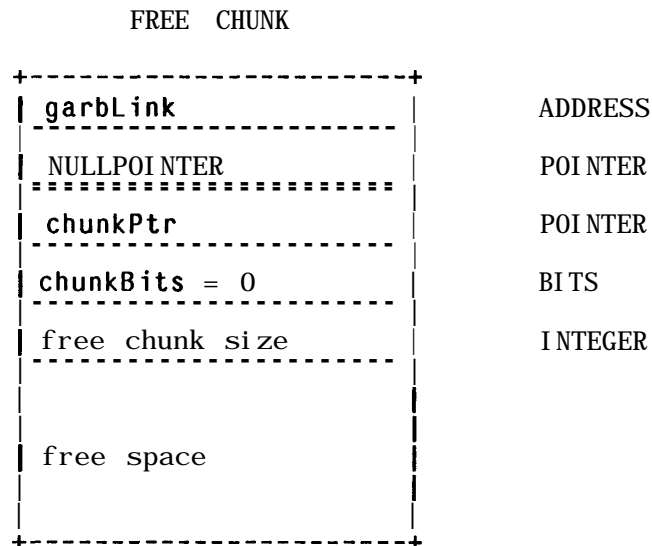 FREE CHUNK
garbLink ADDRESS
NULLPOINTER POINTER
chunkPtr POINTER
chunkBits = 0 BITS
free chunk size INTEGER
free space